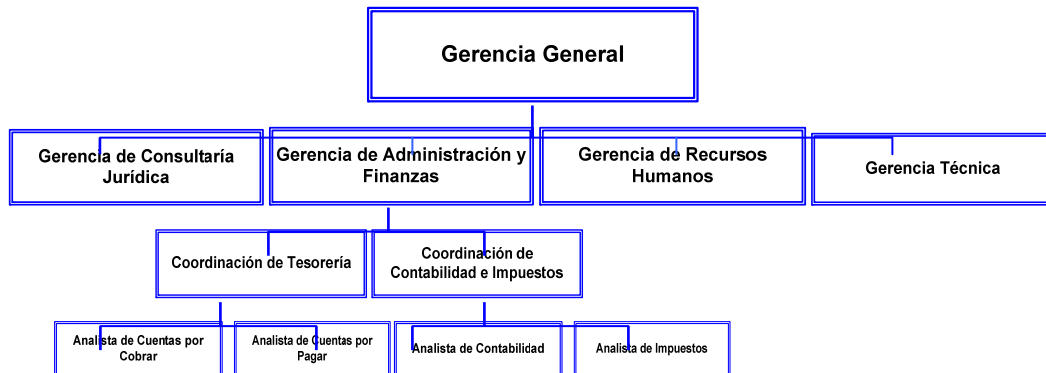 Gerencia General
Gerencia de Consultaría
Jurídica
Gerencia de Administración y
Finanzas
Gerencia de Recursos
Humanos
Gerencia Técnica
Coordinación de Tesorería
Coordinación de
Contabilidad e Impuestos
Analista de Cuentas por
Cobrar
Analista de Cuentas por
Pagar
Analista de Contabilidad
Analista de Impuestos